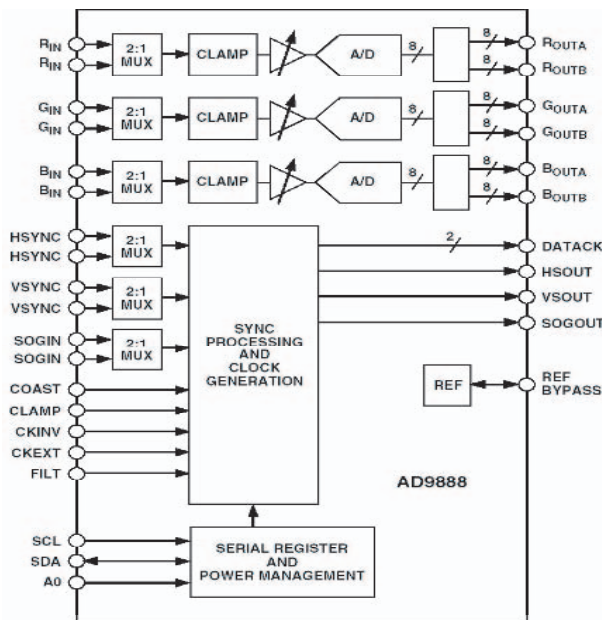 RIN 2:1 MUX CLAMP A/D 8 8 ROUTA
RIN 8 ROUTB
GIN 2:1 MUX CLAMP A/D 8 8 GOUTA
GIN 8 GOUTB
BIN 2:1 MUX CLAMP A/D 8 8 BOUTA
BIN 8 BOUTB
HSYNC 2:1 MUX 2 DATACK
HSYNC HSOUT
VSYNC 2:1 MUX VSOUT
VSYNC SOGOUT
SOGIN 2:1 MUX
SOGIN
SYNC
PROCESSING
AND
CLOCK
GENERATION
COAST
CLAMP
CKINV
CKEXT
FILT
REF
REF
BYPASS
AD9888
SCL
SDA
A0
SERIAL REGISTER
AND
POWER MANAGEMENT